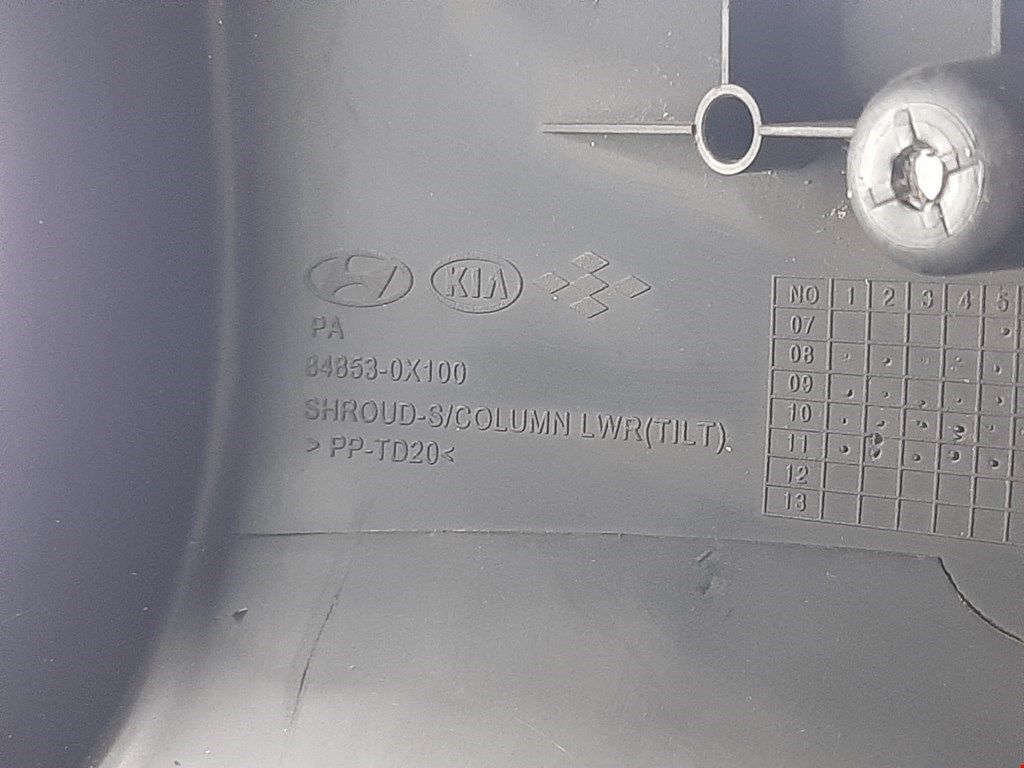 KIA
PA
84853-0X100
SHROUD-S/COLUMN LWR(TILT)
>PP-TD20<
NO 1 2 3 4 5
07
08
09
10
11
12
13